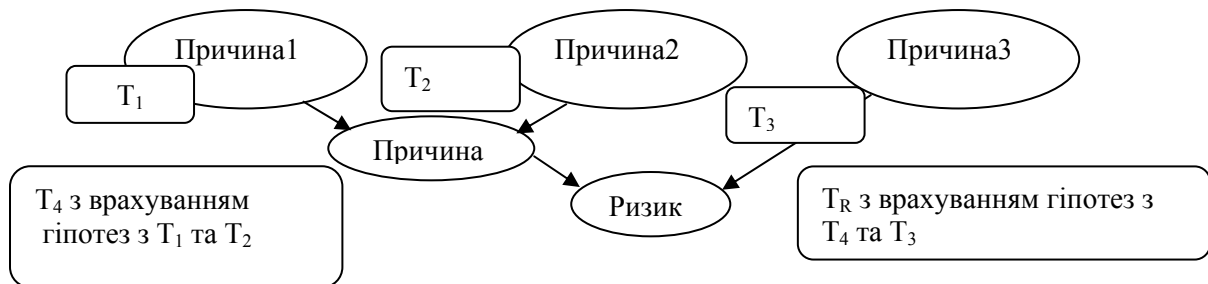 Причина1
Причина2
Причина3
T₁
T₂
T₃
Причина
T₄ з врахуванням
гіпотез з T₁ та T₂
Ризик
T_R з врахуванням гіпотез з
T₄ та T₃